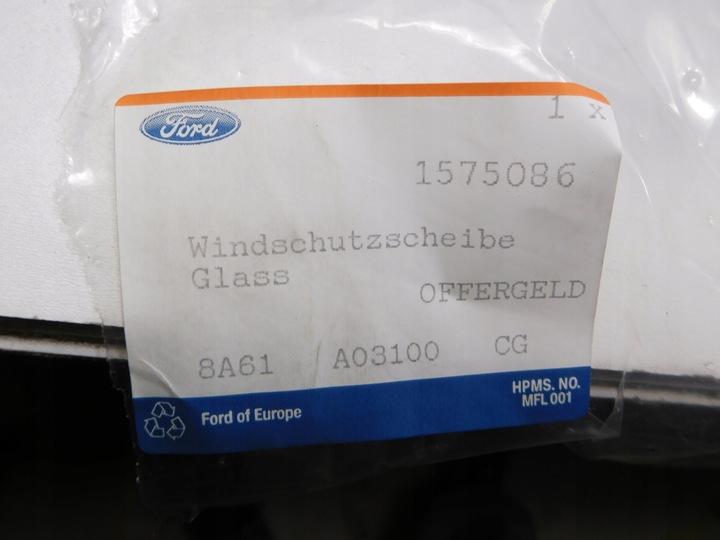 1 x
Ford
1575086
Windschutzscheibe
Glass
OFFERGELD
8A61 A03100 CG
Ford of Europe
HPMS. NO.
MFL 001